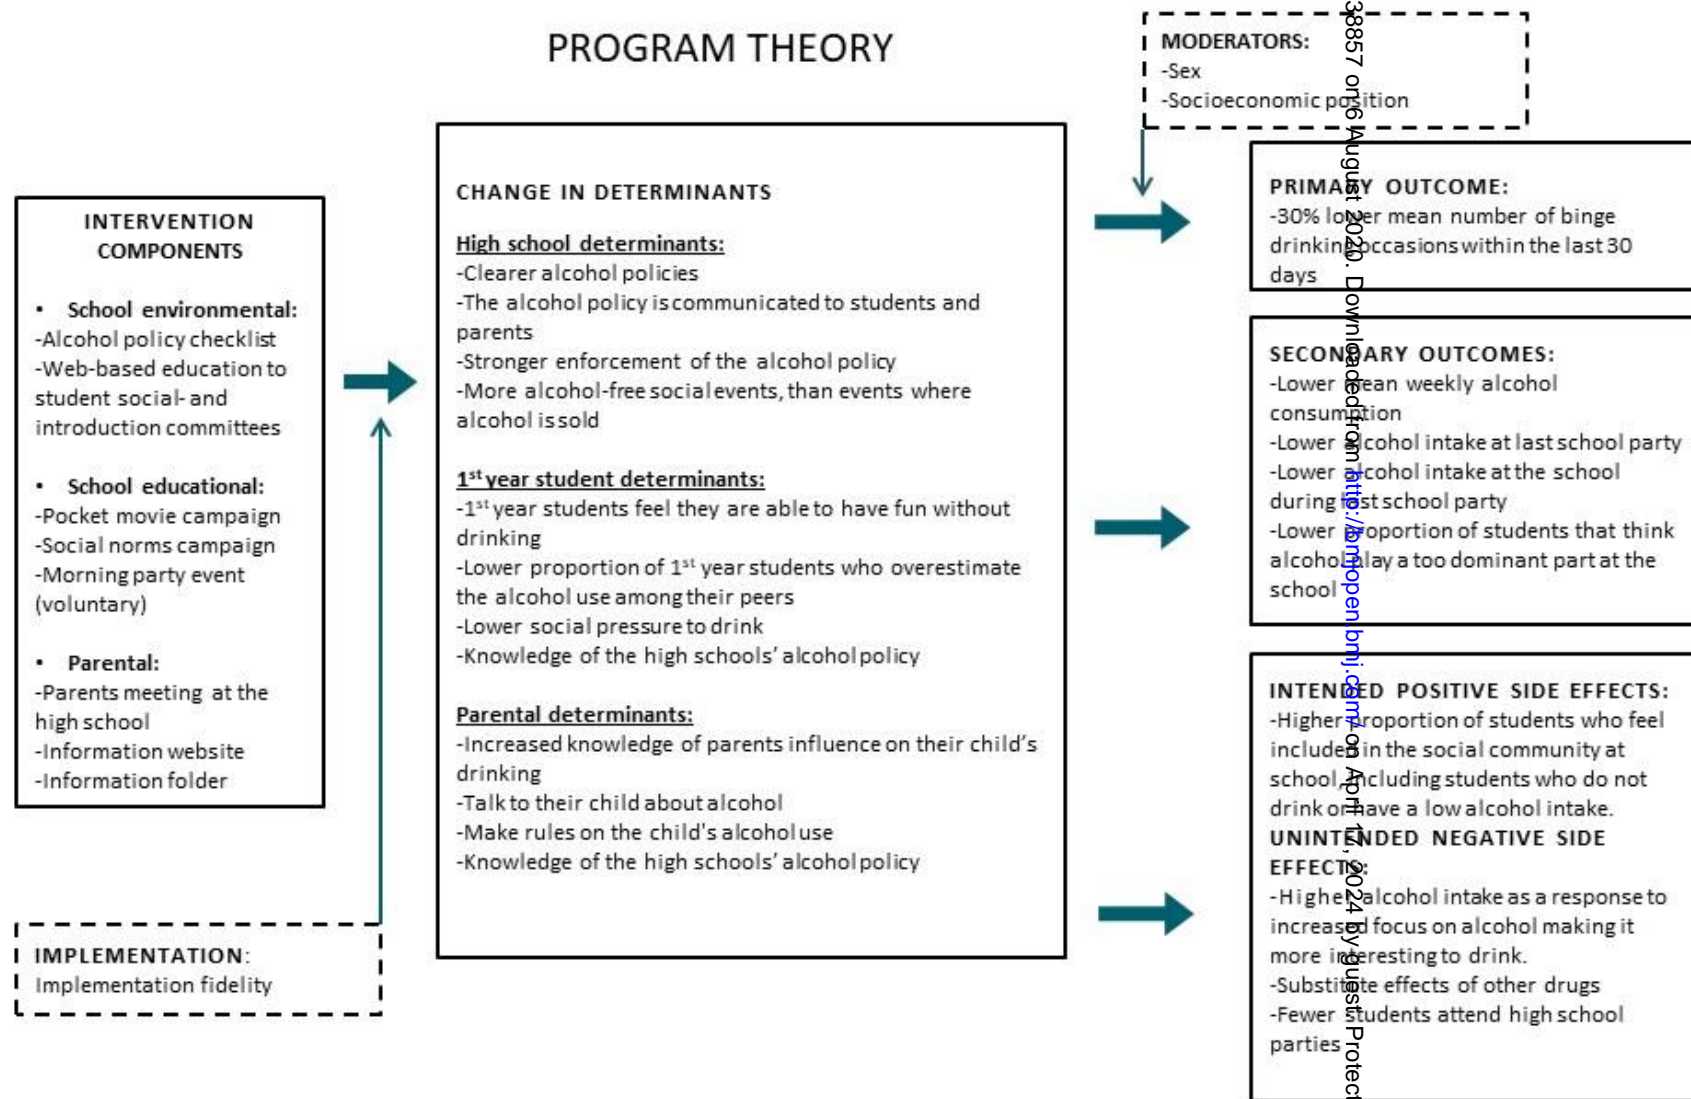 PROGRAM THEORY
MODERATORS:
-Sex
-Socioeconomic position
INTERVENTION
COMPONENTS
• School environmental:
-Alcohol policy checklist
-Web-based education to
student social- and
introduction committees
• School educational:
-Pocket movie campaign
-Social norms campaign
-Morning party event
(voluntary)
• Parental:
-Parents meeting at the
high school
-Information website
-Information folder
IMPLEMENTATION:
Implementation fidelity
CHANGE IN DETERMINANTS
High school determinants:
-Clearer alcohol policies
-The alcohol policy is communicated to students and
parents
-Stronger enforcement of the alcohol policy
-More alcohol-free social events, than events where
alcohol is sold
1st year student determinants:
-1st year students feel they are able to have fun without
drinking
-Lower proportion of 1st year students who overestimate
the alcohol use among their peers
-Lower social pressure to drink
-Knowledge of the high schools' alcohol policy
Parental determinants:
-Increased knowledge of parents influence on their child's
drinking
-Talk to their child about alcohol
-Make rules on the child's alcohol use
-Knowledge of the high schools' alcohol policy
PRIMARY OUTCOME:
-30% lower mean number of binge
drinking occasions within the last 30
days
SECONDARY OUTCOMES:
-Lower mean weekly alcohol
consumption
-Lower alcohol intake at last school party
-Lower alcohol intake at the school
during last school party
-Lower proportion of students that think
alcohol play a too dominant part at the
school
INTENDED POSITIVE SIDE EFFECTS:
-Higher proportion of students who feel
included in the social community at
school, including students who do not
drink or have a low alcohol intake.
UNINTENDED NEGATIVE SIDE
EFFECTS:
-Higher alcohol intake as a response to
increased focus on alcohol making it
more interesting to drink.
-Substitute effects of other drugs
-Fewer students attend high school
parties
38857 on 6 August 2020. Downloaded from http://bmjopen.bmj.com/ on April 17, 2024 by guest. Protect